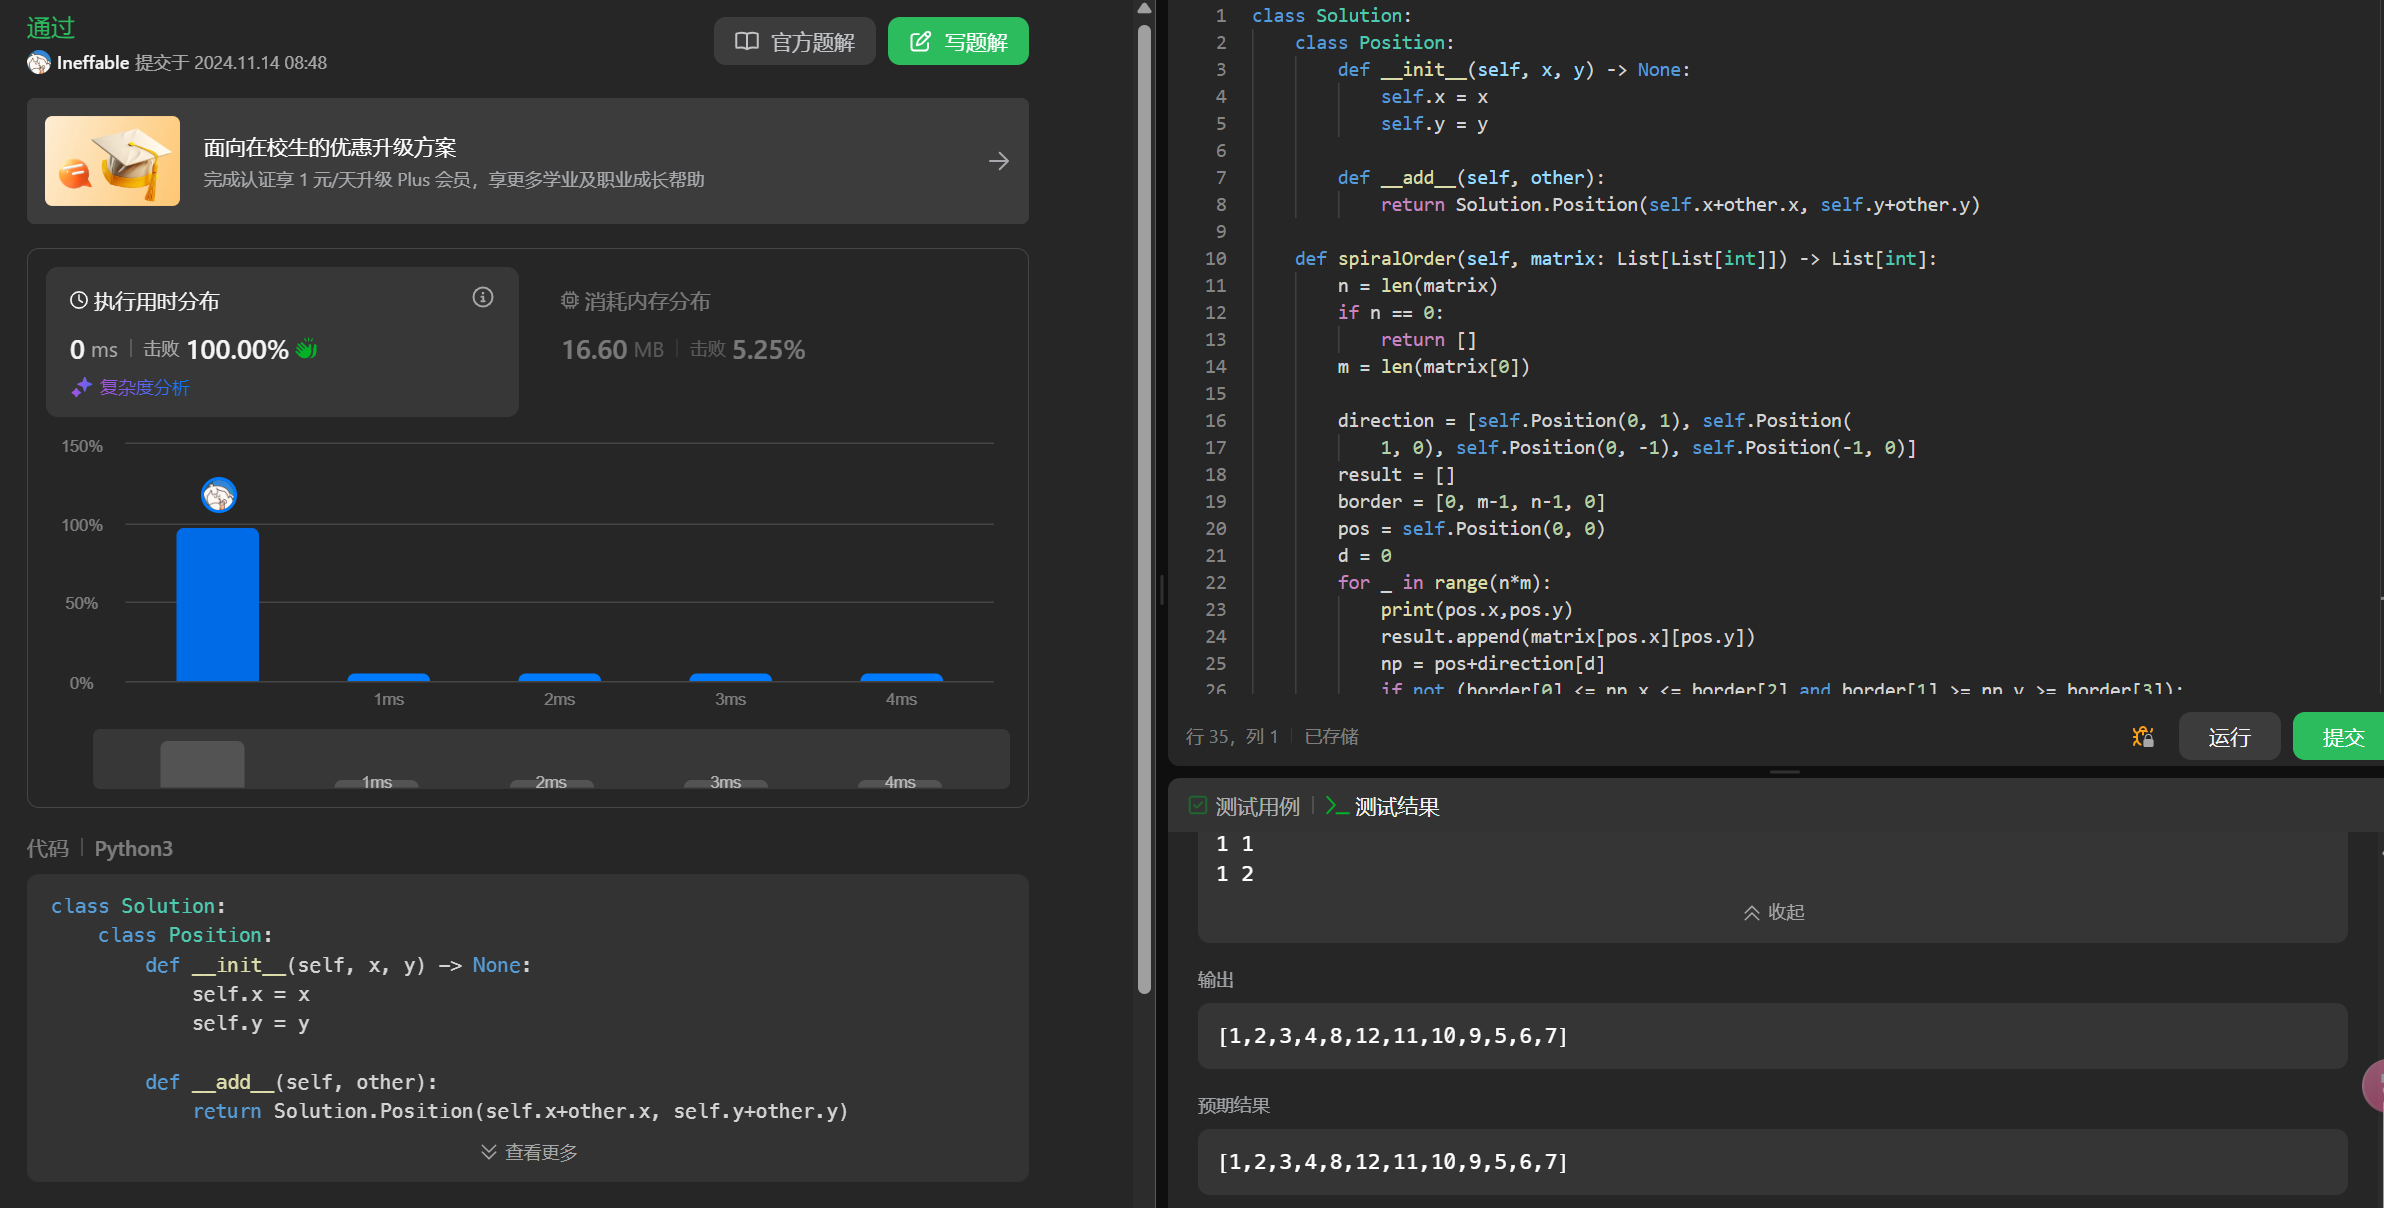 通过
Ineffable 提交于 2024.11.14 08:48
官方题解
写题解
面向在校生的优惠升级方案
完成认证享 1 元/天升级 Plus 会员，享更多学业及职业成长帮助
执行用时分布
0 ms | 击败 100.00%
复杂度分析
消耗内存分布
16.60 MB | 击败 5.25%
150%
100%
50%
0%
1ms 2ms 3ms 4ms
1ms 2ms 3ms 4ms
代码 | Python3
class Solution:
    class Position:
        def __init__(self, x, y) -> None:
            self.x = x
            self.y = y

        def __add__(self, other):
            return Solution.Position(self.x+other.x, self.y+other.y)
查看更多
1 class Solution:
2     class Position:
3         def __init__(self, x, y) -> None:
4             self.x = x
5             self.y = y
6
7         def __add__(self, other):
8             return Solution.Position(self.x+other.x, self.y+other.y)
9
10     def spiralOrder(self, matrix: List[List[int]]) -> List[int]:
11         n = len(matrix)
12         if n == 0:
13             return []
14         m = len(matrix[0])
15
16         direction = [self.Position(0, 1), self.Position(
17             1, 0), self.Position(0, -1), self.Position(-1, 0)]
18         result = []
19         border = [0, m-1, n-1, 0]
20         pos = self.Position(0, 0)
21         d = 0
22         for _ in range(n*m):
23             print(pos.x,pos.y)
24             result.append(matrix[pos.x][pos.y])
25             np = pos+direction[d]
26             if not (border[0] <= np.x <= border[2] and border[1] >= np.y >= border[3]):
行 35，列 1 | 已存储
运行
提交
测试用例 | 测试结果
1 1
1 2
收起
输出
[1,2,3,4,8,12,11,10,9,5,6,7]
预期结果
[1,2,3,4,8,12,11,10,9,5,6,7]